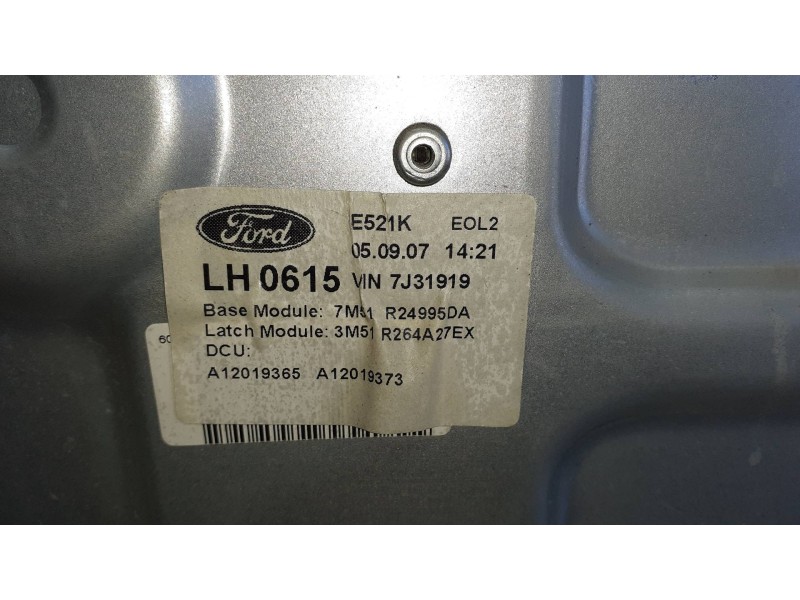 Ford
E521K EOL2
05.09.07 14:21
LH 0615 VIN 7J31919
Base Module: 7M51 R24995DA
Latch Module: 3M51 R264A27EX
DCU:
A12019365 A12019373